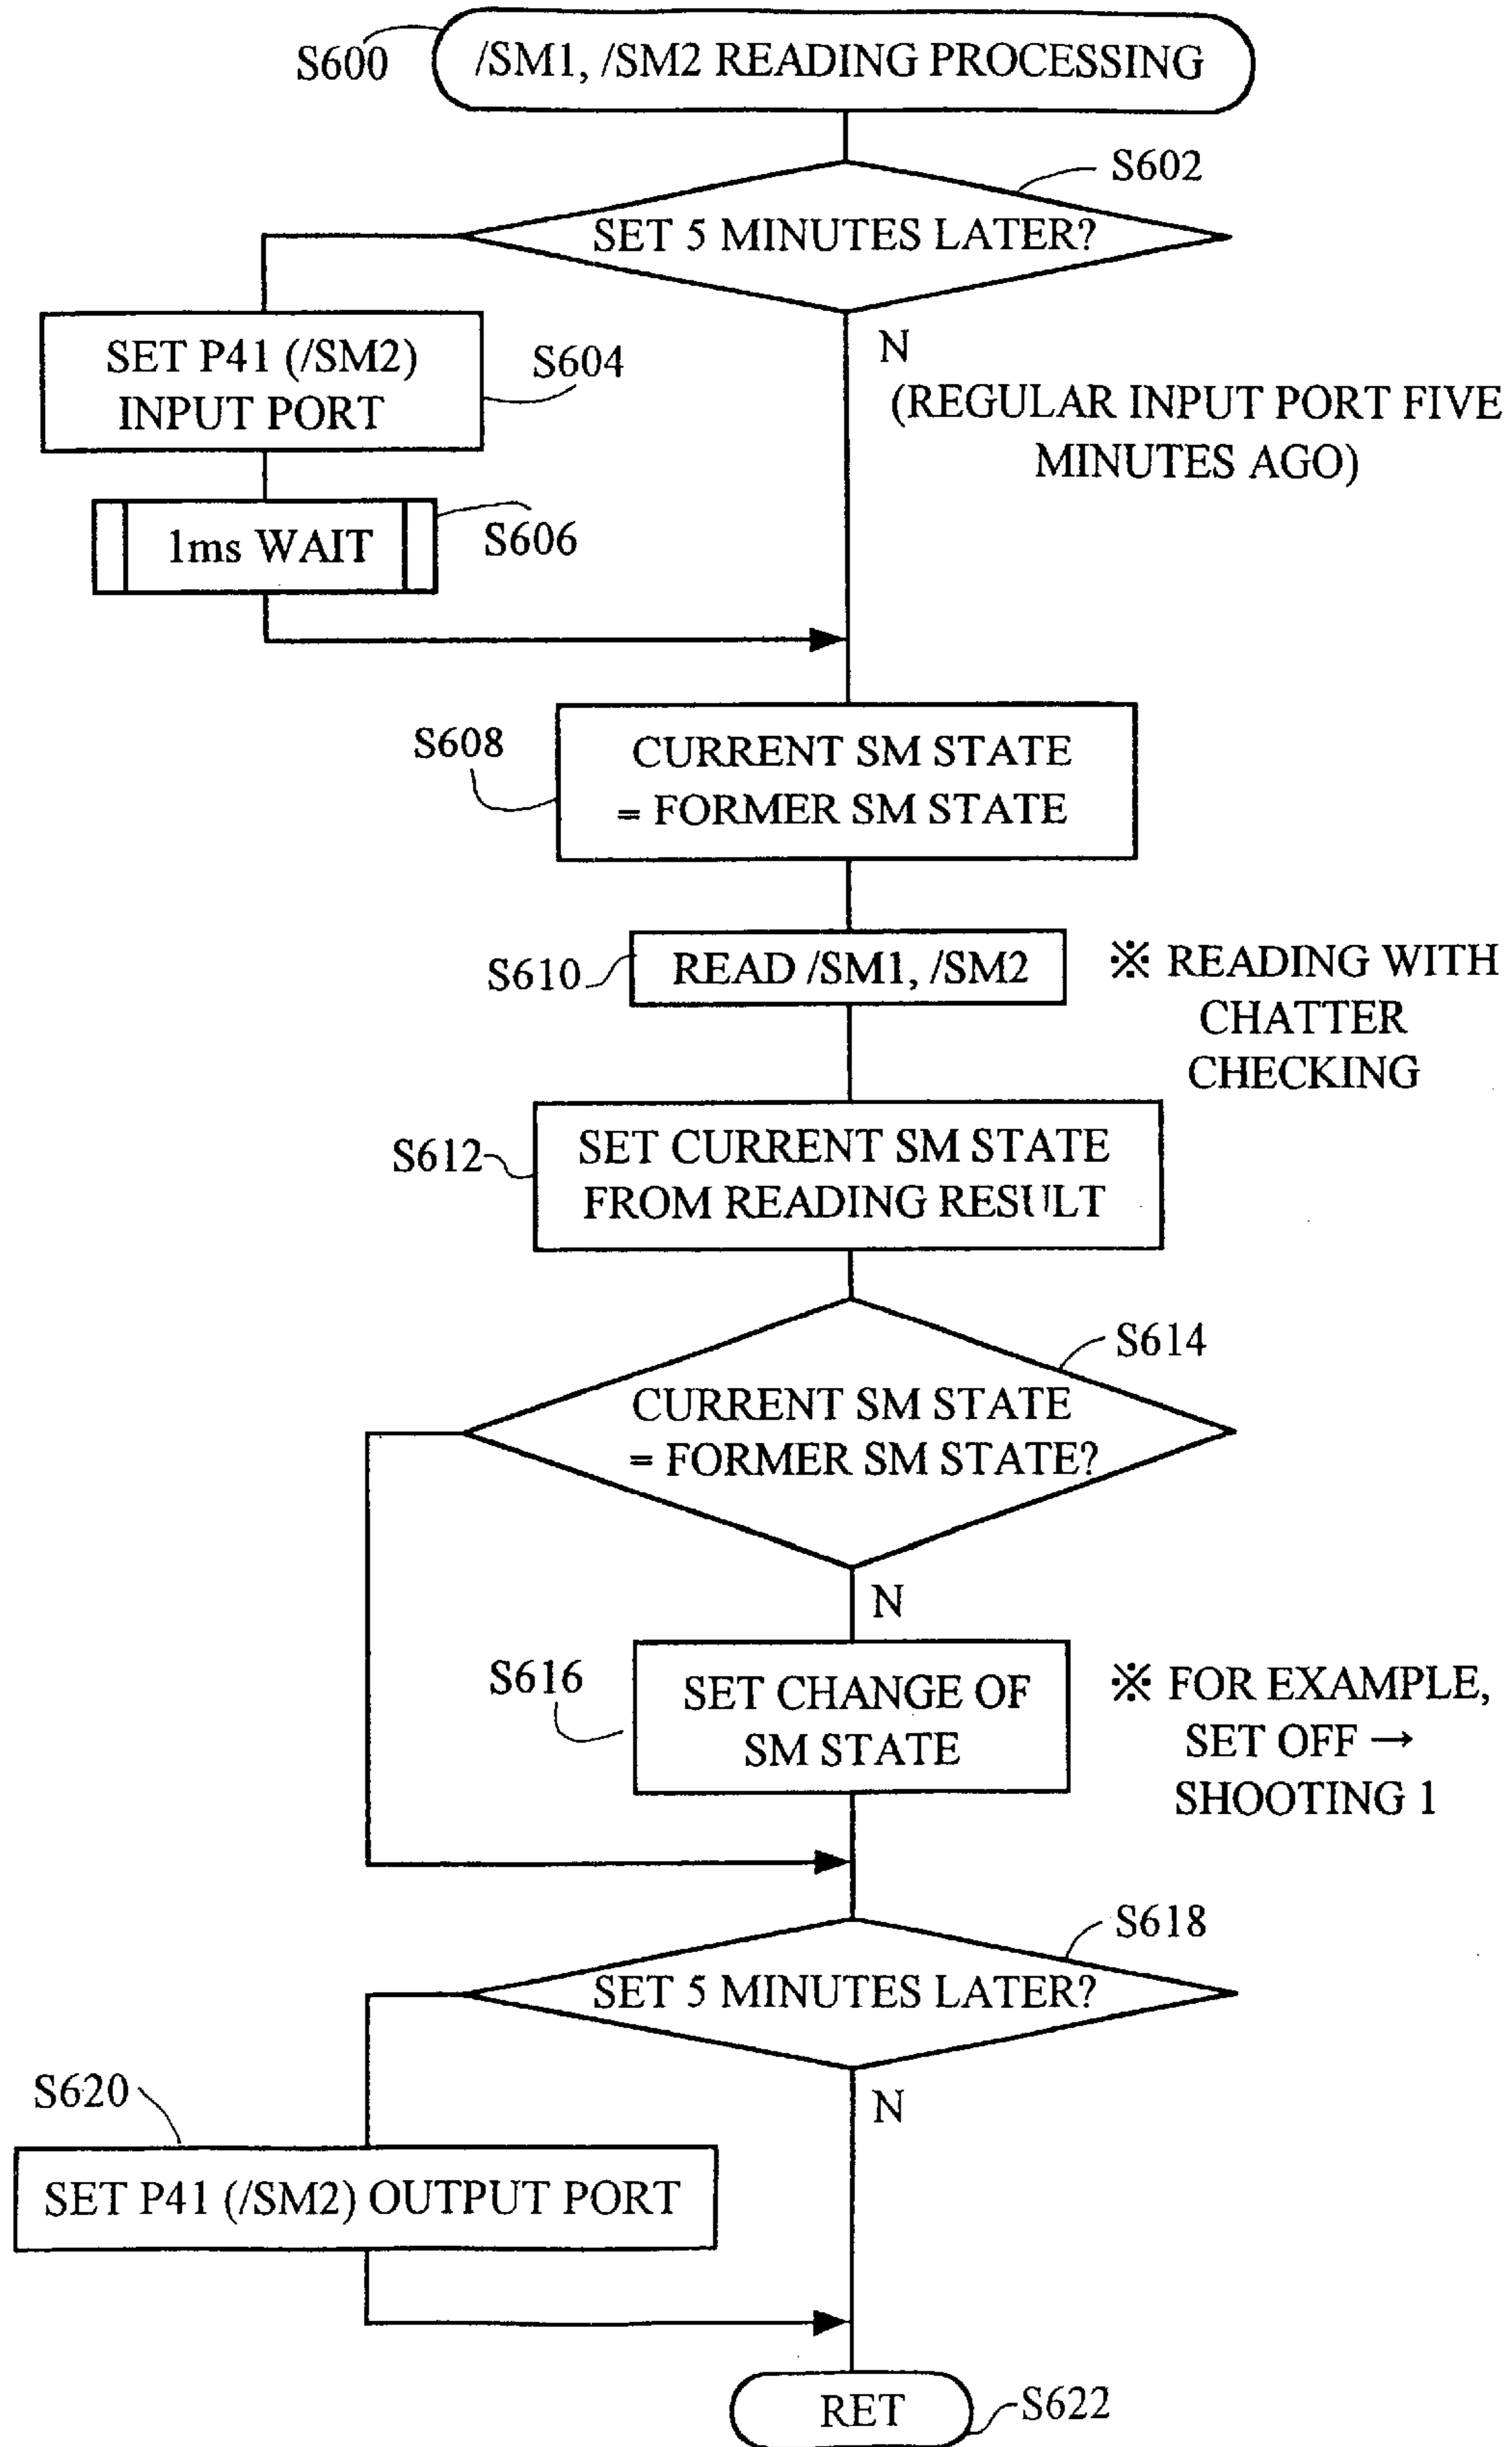 S600
/SM1, /SM2 READING PROCESSING
S602
SET 5 MINUTES LATER?
N
(REGULAR INPUT PORT FIVE
MINUTES AGO)
SET P41 (/SM2)
INPUT PORT
S604
1ms WAIT
S606
S608
CURRENT SM STATE
= FORMER SM STATE
S610
READ /SM1, /SM2
※ READING WITH
CHATTER
CHECKING
S612
SET CURRENT SM STATE
FROM READING RESULT
S614
CURRENT SM STATE
= FORMER SM STATE?
N
S616
SET CHANGE OF
SM STATE
※ FOR EXAMPLE,
SET OFF →
SHOOTING 1
S618
SET 5 MINUTES LATER?
N
S620
SET P41 (/SM2) OUTPUT PORT
RET
S622